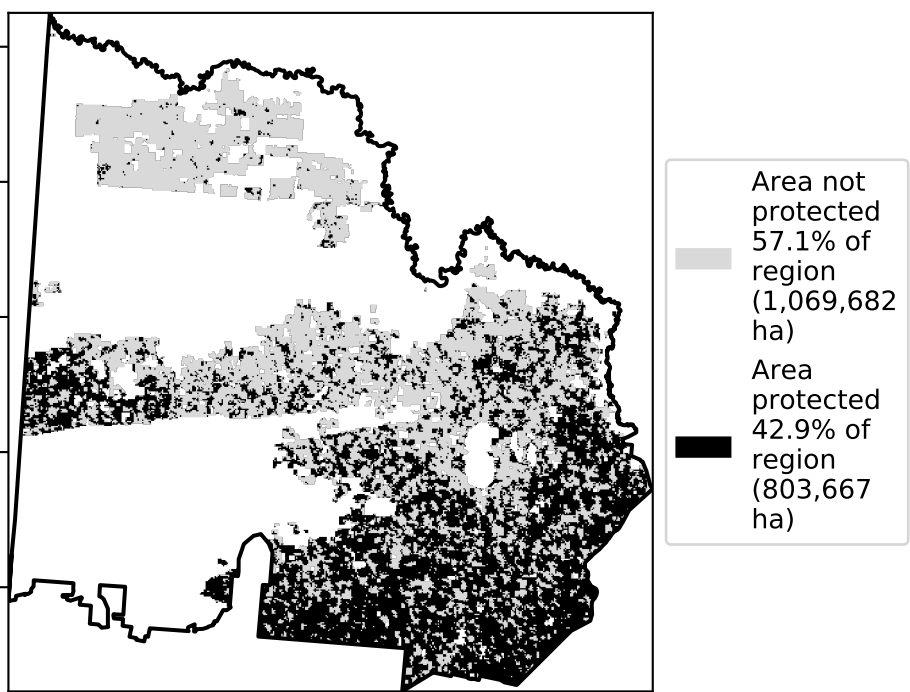 Area not
protected
57.1% of
region
(1,069,682
ha)
Area
protected
42.9% of
region
(803,667
ha)